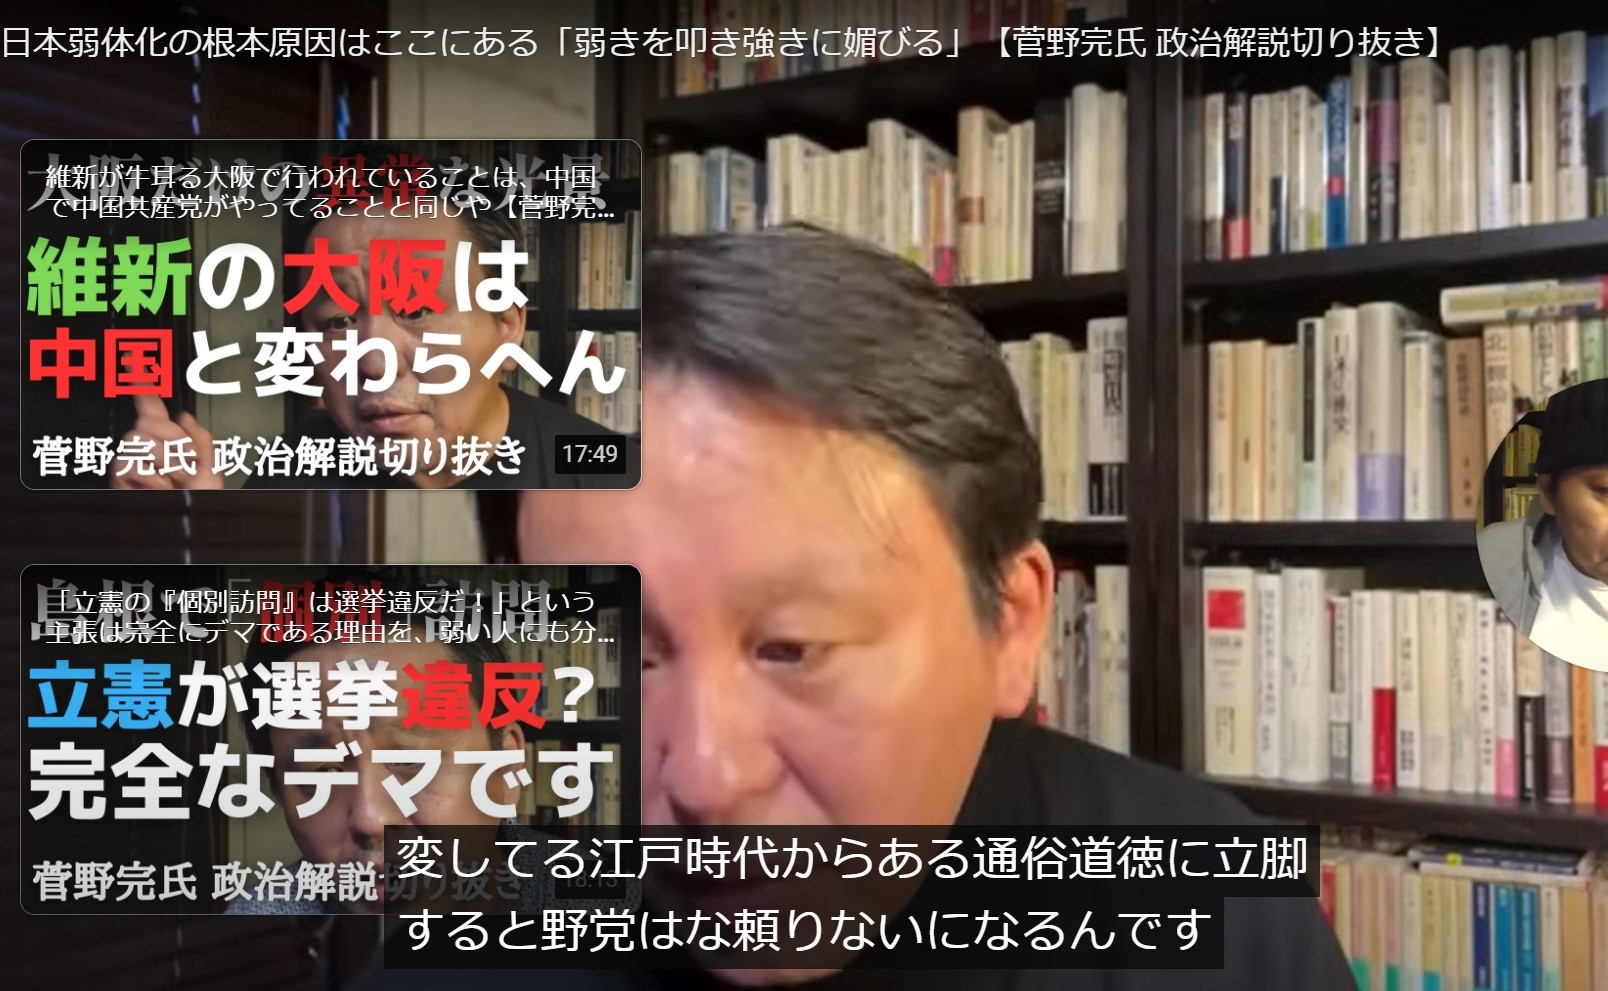 日本弱体化の根本原因はここにある「弱きを叩き強きに媚びる」【菅野完氏 政治解説切り抜き】
維新が牛耳る大阪で行われていることは、中国
で中国共産党がやってることと同じや【菅野完...
維新の大阪は
中国と変わらへん
菅野完氏 政治解説切り抜き
17:49
「立憲の『個別訪問』は選挙違反だ！」という
主張は完全にデマである理由を、弱い人にも分...
立憲が選挙違反?
完全なデマです
菅野完氏 政治解説切り抜き
18:13
変してる江戸時代からある通俗道徳に立脚
すると野党はな頼りないになるんです